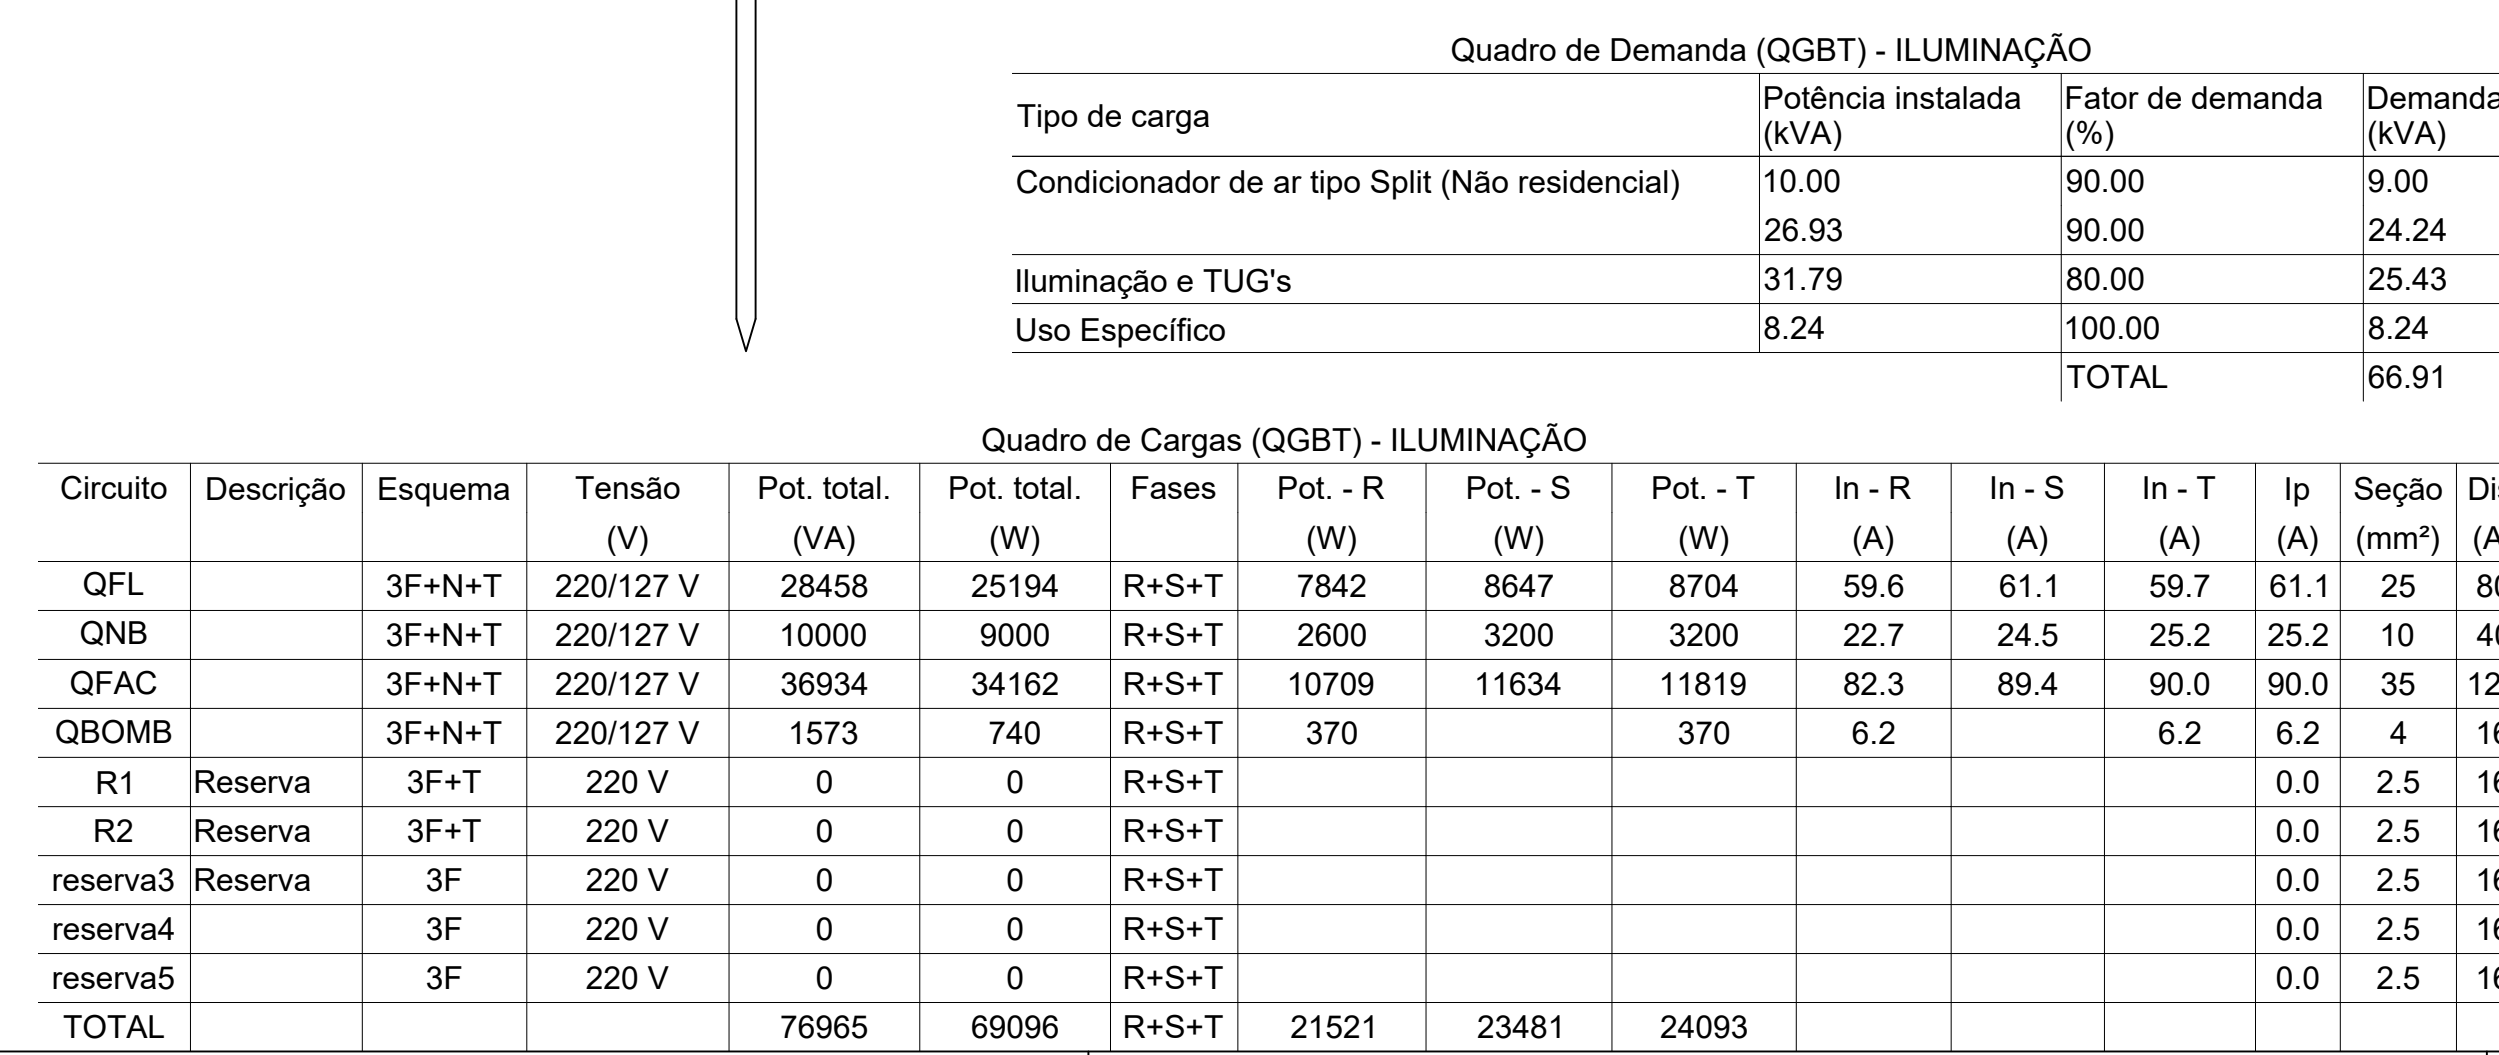 Quadro de Demanda (QGBT) - ILUMINAÇÃO
Tipo de carga Potência instalada (kVA) Fator de demanda (%) Demanda (kVA)
Condicionador de ar tipo Split (Não residencial) 10.00 90.00 9.00
26.93 90.00 24.24
Iluminação e TUG's 31.79 80.00 25.43
Uso Específico 8.24 100.00 8.24
TOTAL 66.91
Quadro de Cargas (QGBT) - ILUMINAÇÃO
Circuito Descrição Esquema Tensão Pot. total. Pot. total. Fases Pot. - R Pot. - S Pot. - T In - R In - S In - T Ip Seção
(V) (VA) (W) (W) (W) (W) (A) (A) (A) (A) (mm²)
QFL 3F+N+T 220/127 V 28458 25194 R+S+T 7842 8647 8704 59.6 61.1 59.7 61.1 25
QNB 3F+N+T 220/127 V 10000 9000 R+S+T 2600 3200 3200 22.7 24.5 25.2 25.2 10
QFAC 3F+N+T 220/127 V 36934 34162 R+S+T 10709 11634 11819 82.3 89.4 90.0 90.0 35
QBOMB 3F+N+T 220/127 V 1573 740 R+S+T 370 370 6.2 6.2 6.2 4
R1 Reserva 3F+T 220 V 0 0 R+S+T 0.0 2.5
R2 Reserva 3F+T 220 V 0 0 R+S+T 0.0 2.5
reserva3 Reserva 3F 220 V 0 0 R+S+T 0.0 2.5
reserva4 3F 220 V 0 0 R+S+T 0.0 2.5
reserva5 3F 220 V 0 0 R+S+T 0.0 2.5
TOTAL 76965 69096 R+S+T 21521 23481 24093